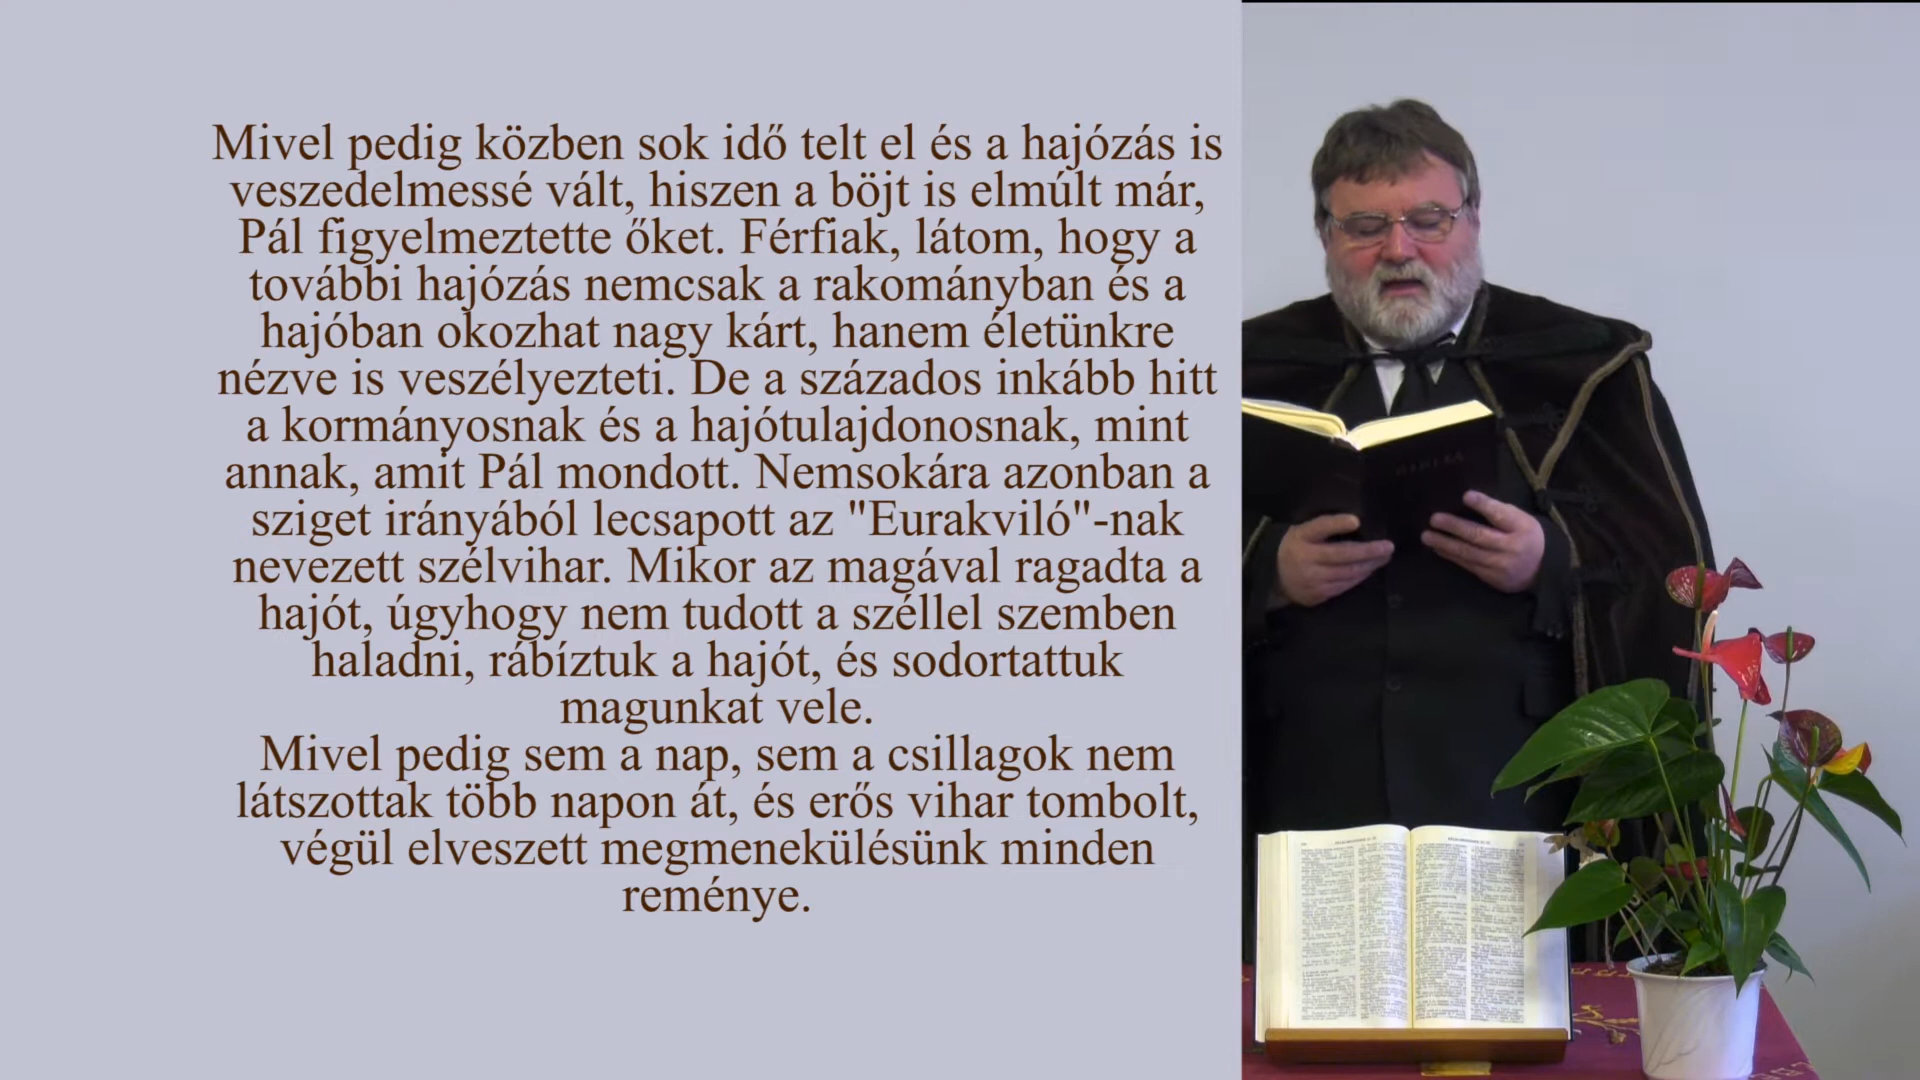 Mivel pedig közben sok idő telt el és a hajózás is
veszedelmessé vált, hiszen a böjt is elmúlt már,
Pál figyelmeztette őket. Férfiak, látom, hogy a
további hajózás nemcsak a rakományban és a
hajóban okozhat nagy kárt, hanem életünkre
nézve is veszélyezteti. De a százados inkább hitt
a kormányosnak és a hajótulajdonosnak, mint
annak, amit Pál mondott. Nemsokára azonban a
sziget irányából lecsapott az "Eurakviló"-nak
nevezett szélvihar. Mikor az magával ragadta a
hajót, úgyhogy nem tudott a széllel szemben
haladni, rábíztuk a hajót, és sodortattuk
magunkat vele.
Mivel pedig sem a nap, sem a csillagok nem
látszottak több napon át, és erős vihar tombolt,
végül elveszett megmenekülésünk minden
reménye.
BIBLIA